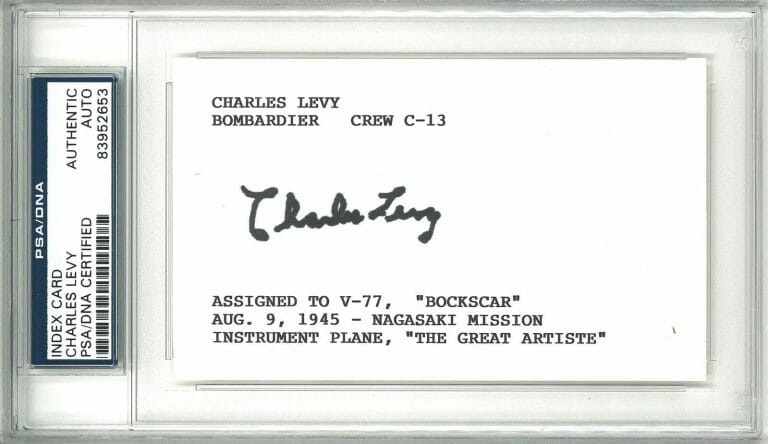 PSA/DNA
INDEX CARD
CHARLES LEVY
PSA/DNA CERTIFIED
AUTHENTIC
AUTO
83952653
CHARLES LEVY
BOMBARDIER CREW C-13
Charles Levy
ASSIGNED TO V-77, "BOCKSCAR"
AUG. 9, 1945 - NAGASAKI MISSION
INSTRUMENT PLANE, "THE GREAT ARTISTE"